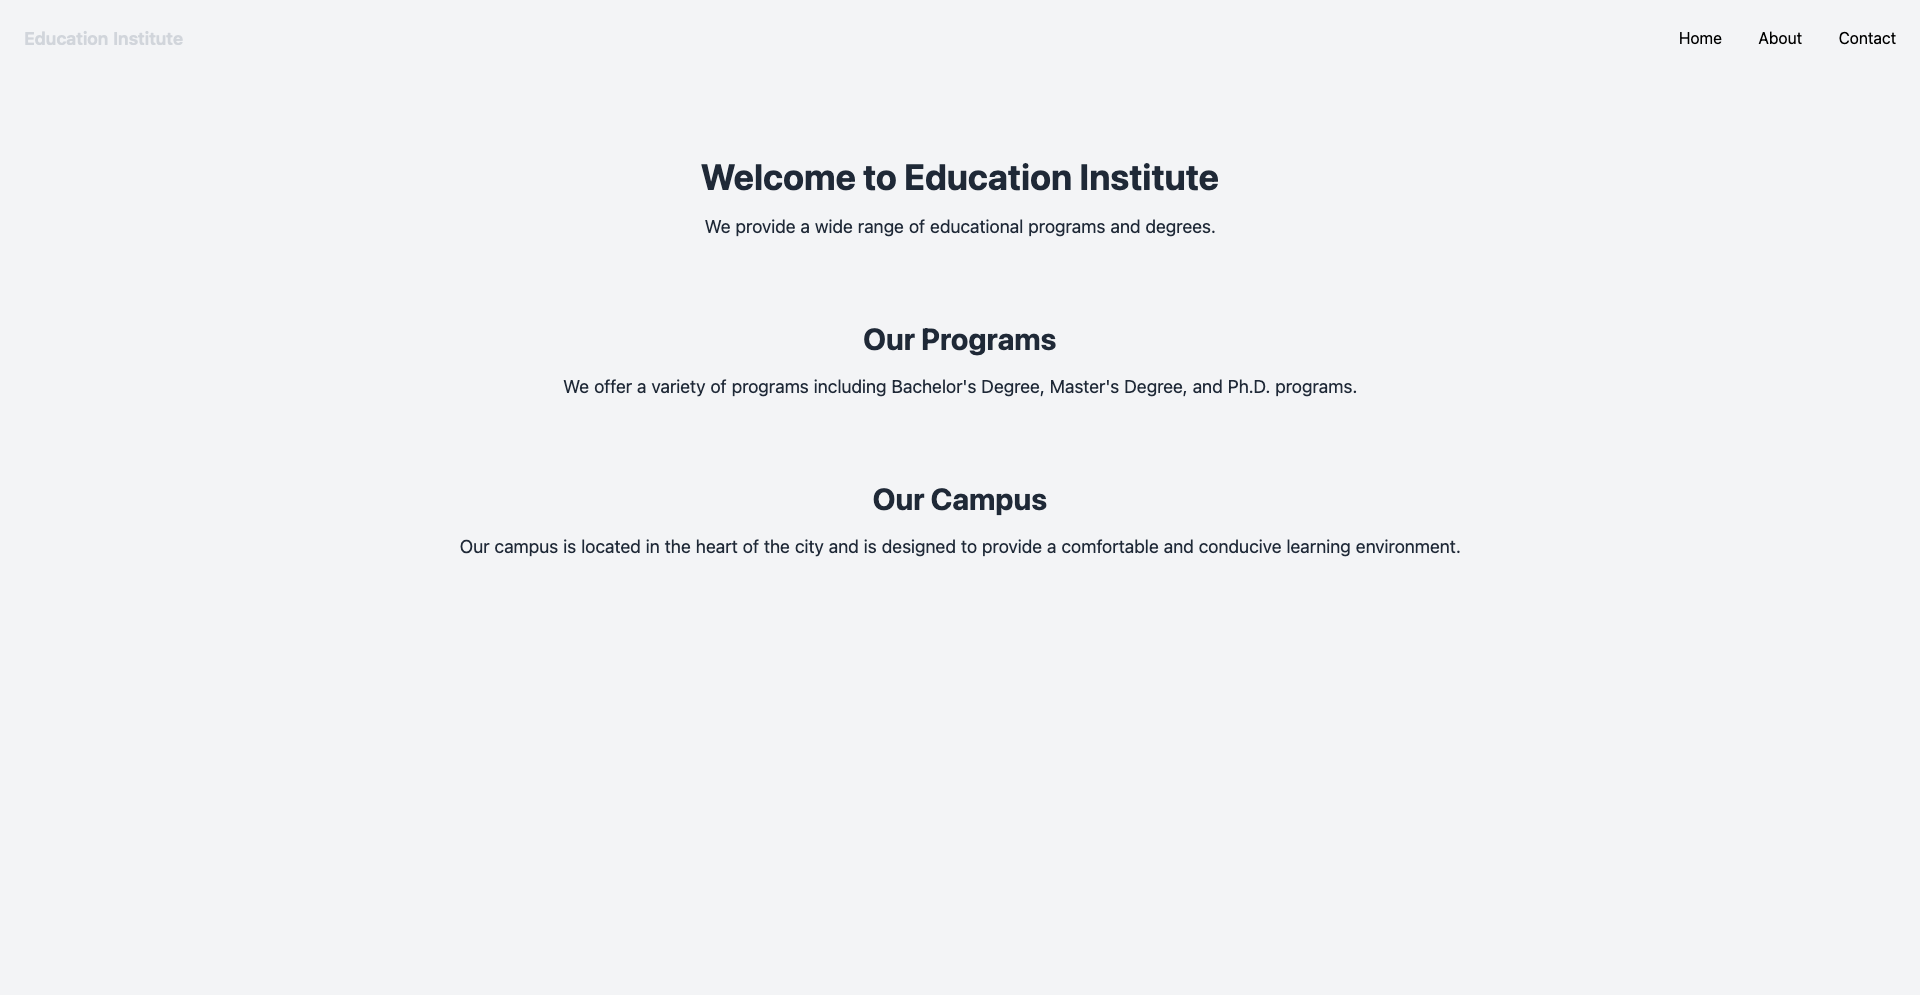 Education Institute
Home About Contact
Welcome to Education Institute
We provide a wide range of educational programs and degrees.
Our Programs
We offer a variety of programs including Bachelor's Degree, Master's Degree, and Ph.D. programs.
Our Campus
Our campus is located in the heart of the city and is designed to provide a comfortable and conducive learning environment.